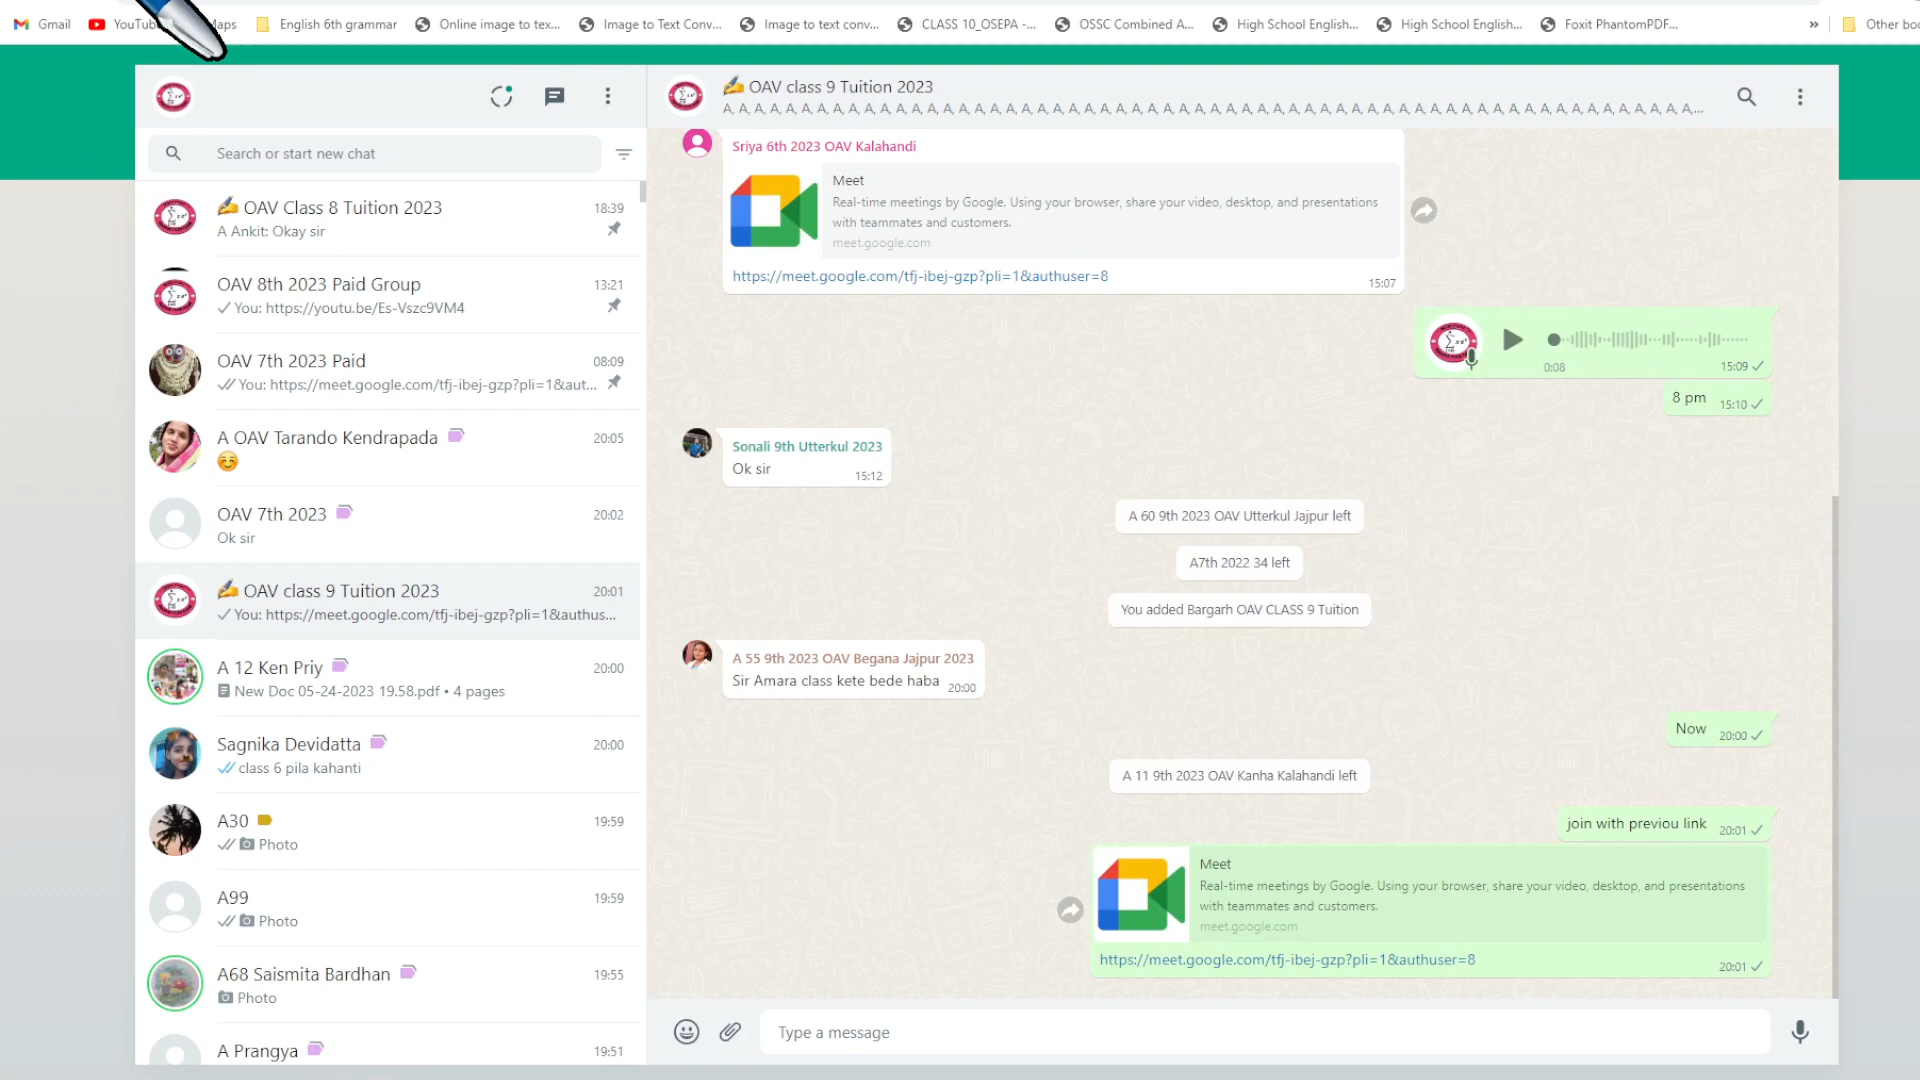 Gmail
YouTub
aps
English 6th grammar
Online image to tex...
Image to Text Conv...
Image to text conv...
CLASS 10_OSEPA -...
OSSC Combined A...
High School English...
High School English...
Foxit PhantomPDF...
»
Other boo
Search or start new chat
✍ OAV Class 8 Tuition 2023
18:39
A Ankit: Okay sir
OAV 8th 2023 Paid Group
13:21
You: https://youtu.be/Es-Vszc9VM4
OAV 7th 2023 Paid
08:09
You: https://meet.google.com/tfj-ibej-gzp?pli=1&aut...
A OAV Tarando Kendrapada
20:05
☺
OAV 7th 2023
20:02
Ok sir
✍ OAV class 9 Tuition 2023
20:01
You: https://meet.google.com/tfj-ibej-gzp?pli=1&authus...
A 12 Ken Priy
20:00
New Doc 05-24-2023 19.58.pdf • 4 pages
Sagnika Devidatta
20:00
class 6 pila kahanti
A30
19:59
Photo
A99
19:59
Photo
A68 Saismita Bardhan
19:55
Photo
A Prangya
19:51
✍ OAV class 9 Tuition 2023
A, A, A, A, A, A, A, A, A, A, A, A, A, A, A, A, A, A, A, A, A, A, A, A, A, A, A, A, A, A, A, A, A, A, A, A, A, A, A, A, A, A, A, A, A, A, A, A, A, A, A, A, A, A, A, A, A, A, A, A, A, A,...
Sriya 6th 2023 OAV Kalahandi
Meet
Real-time meetings by Google. Using your browser, share your video, desktop, and presentations
with teammates and customers.
meet.google.com
https://meet.google.com/tfj-ibej-gzp?pli=1&authuser=8
15:07
0:08
15:09
8 pm
15:10
Sonali 9th Utterkul 2023
Ok sir
15:12
A 60 9th 2023 OAV Utterkul Jajpur left
A7th 2022 34 left
You added Bargarh OAV CLASS 9 Tuition
A 55 9th 2023 OAV Begana Jajpur 2023
Sir Amara class kete bede haba
20:00
Now
20:00
A 11 9th 2023 OAV Kanha Kalahandi left
join with previou link
20:01
Meet
Real-time meetings by Google. Using your browser, share your video, desktop, and presentations
with teammates and customers.
meet.google.com
https://meet.google.com/tfj-ibej-gzp?pli=1&authuser=8
20:01
Type a message